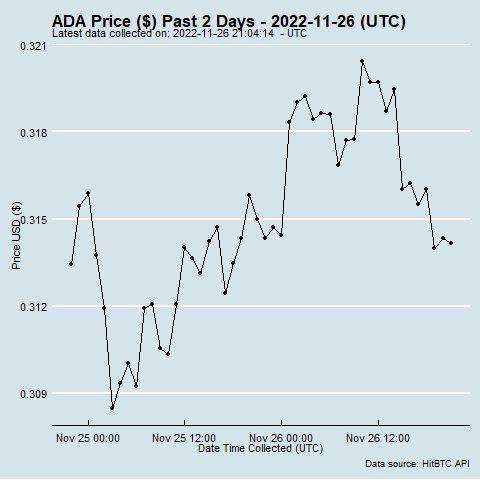 ADA Price ($) Past 2 Days - 2022-11-26 (UTC)
Latest data collected on: 2022-11-26 21:04:14  - UTC
0.321
0.318
0.315
0.312
0.309
Price USD ($)
Nov 25 00:00 Nov 25 12:00 Nov 26 00:00 Nov 26 12:00
Date Time Collected (UTC)
Data source: HitBTC API